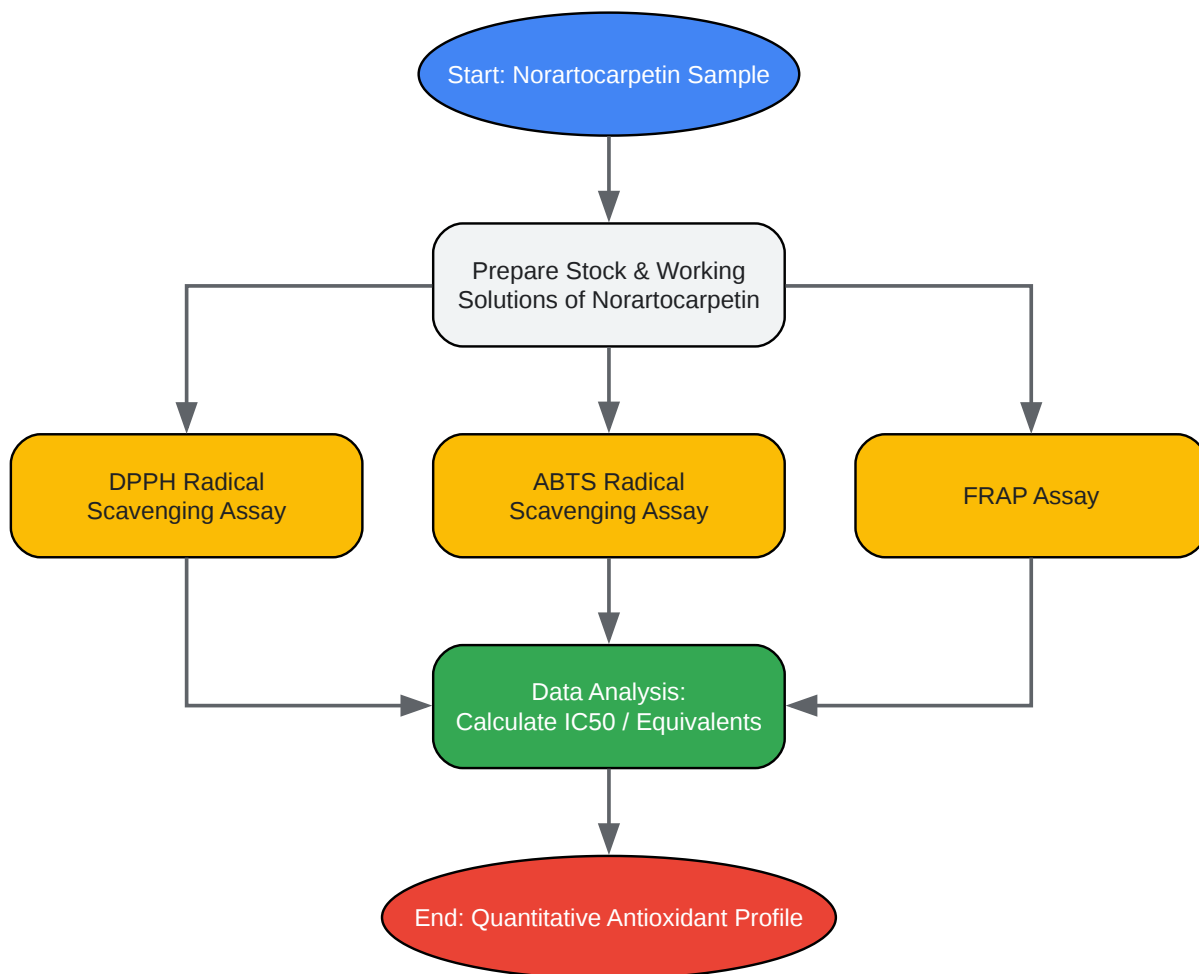 Start: Norartocarpetin Sample
Prepare Stock & Working
Solutions of Norartocarpetin
DPPH Radical
Scavenging Assay
ABTS Radical
Scavenging Assay
FRAP Assay
Data Analysis:
Calculate IC50 / Equivalents
End: Quantitative Antioxidant Profile